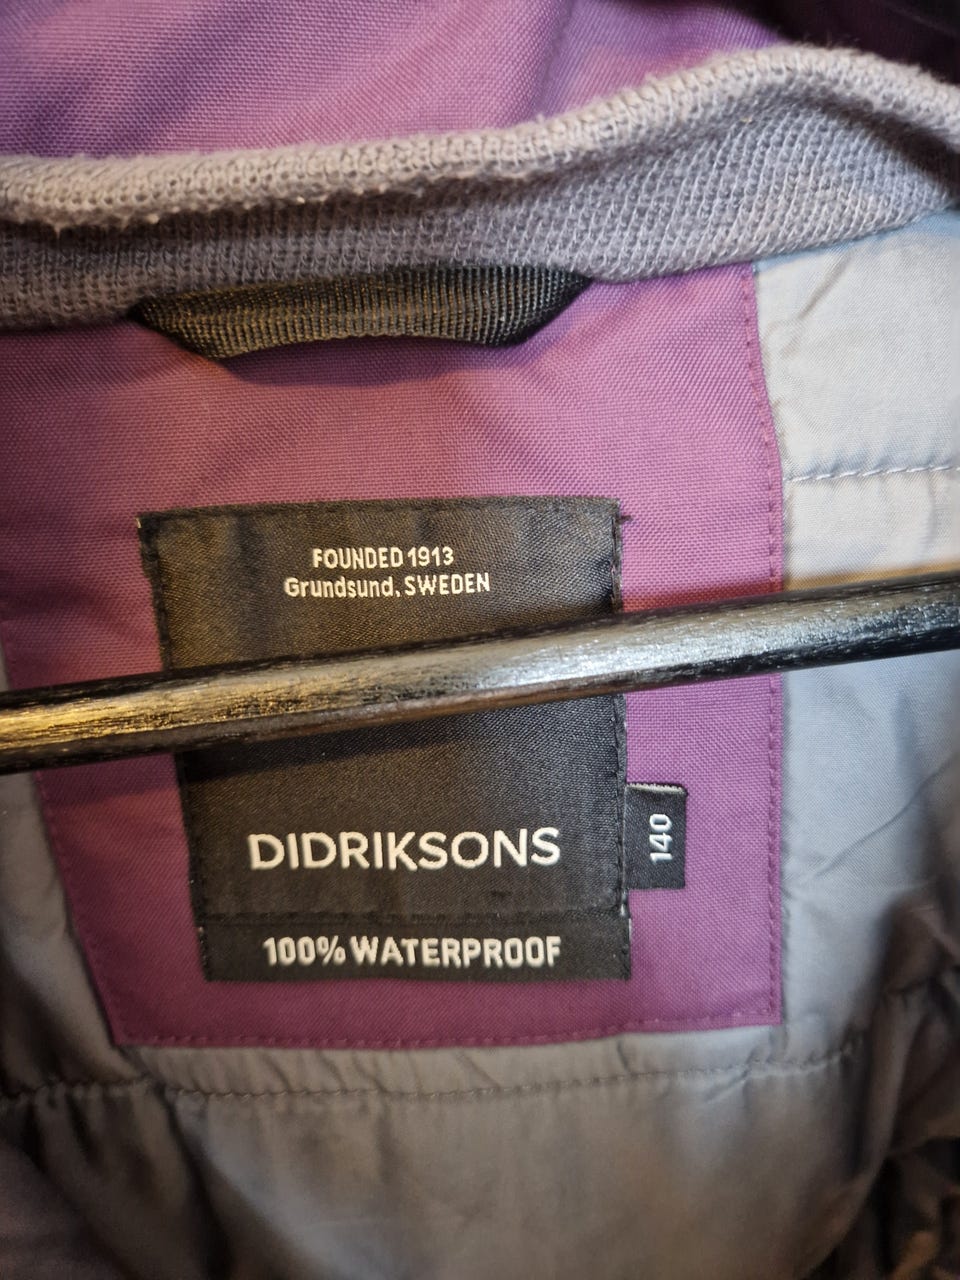 FOUNDED 1913
Grundsund, SWEDEN
DIDRIKSONS
140
100% WATERPROOF